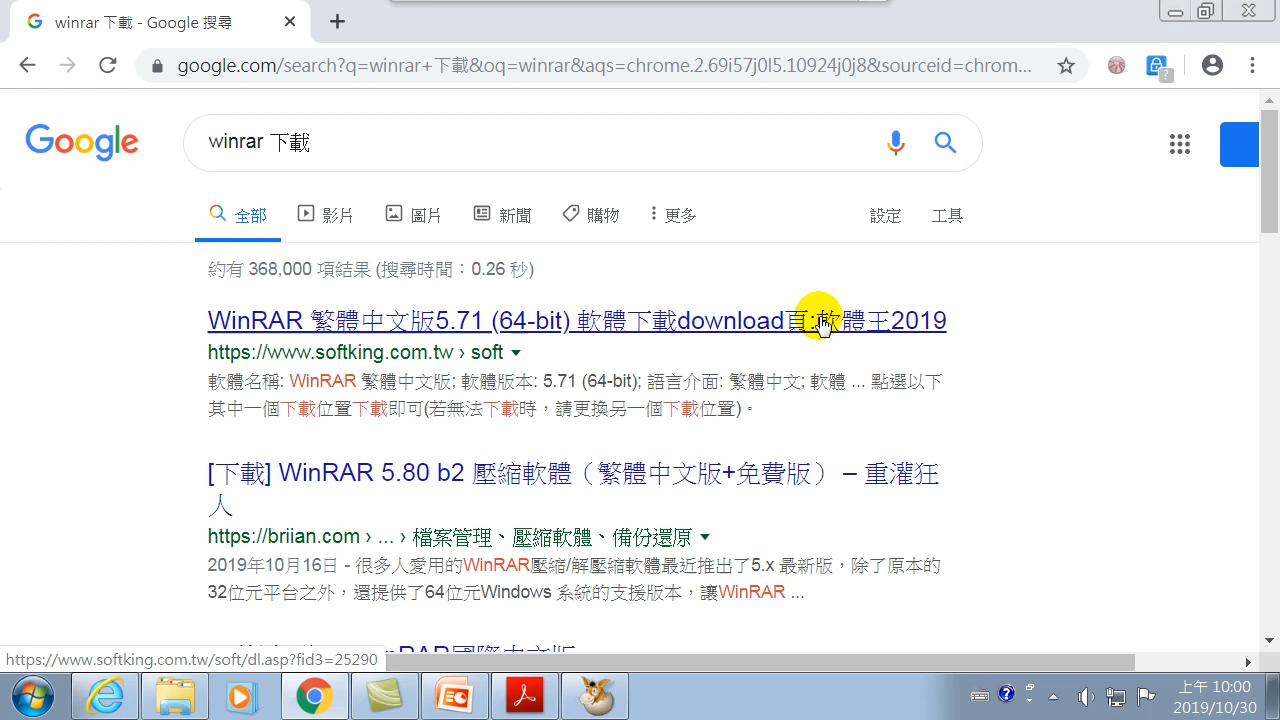 winrar 下載 - Google 搜尋
google.com/search?q=winrar+下載&oq=winrar&aqs=chrome.2.69i57j0l5.10924j0j8&sourceid=chrom...
Google
winrar 下載
全部 影片 圖片 新聞 購物 更多 設定 工具
約有 368,000 項結果 (搜尋時間：0.26 秒)
WinRAR 繁體中文版5.71 (64-bit) 軟體下載download頁:軟體王2019
https://www.softking.com.tw › soft
軟體名稱: WinRAR 繁體中文版; 軟體版本: 5.71 (64-bit); 語言介面: 繁體中文; 軟體 ... 點選以下
其中一個下載位置下載即可(若無法下載時，請更換另一個下載位置)。
[下載] WinRAR 5.80 b2 壓縮軟體（繁體中文版+免費版） – 重灌狂
人
https://briian.com › ... › 檔案管理、壓縮軟體、備份還原
2019年10月16日 - 很多人愛用的WinRAR壓縮/解壓縮軟體最近推出了5.x 最新版，除了原本的
32位元平台之外，還提供了64位元Windows 系統的支援版本，讓WinRAR ...
https://www.softking.com.tw/soft/dl.asp?fid3=25290
上午 10:00
2019/10/30